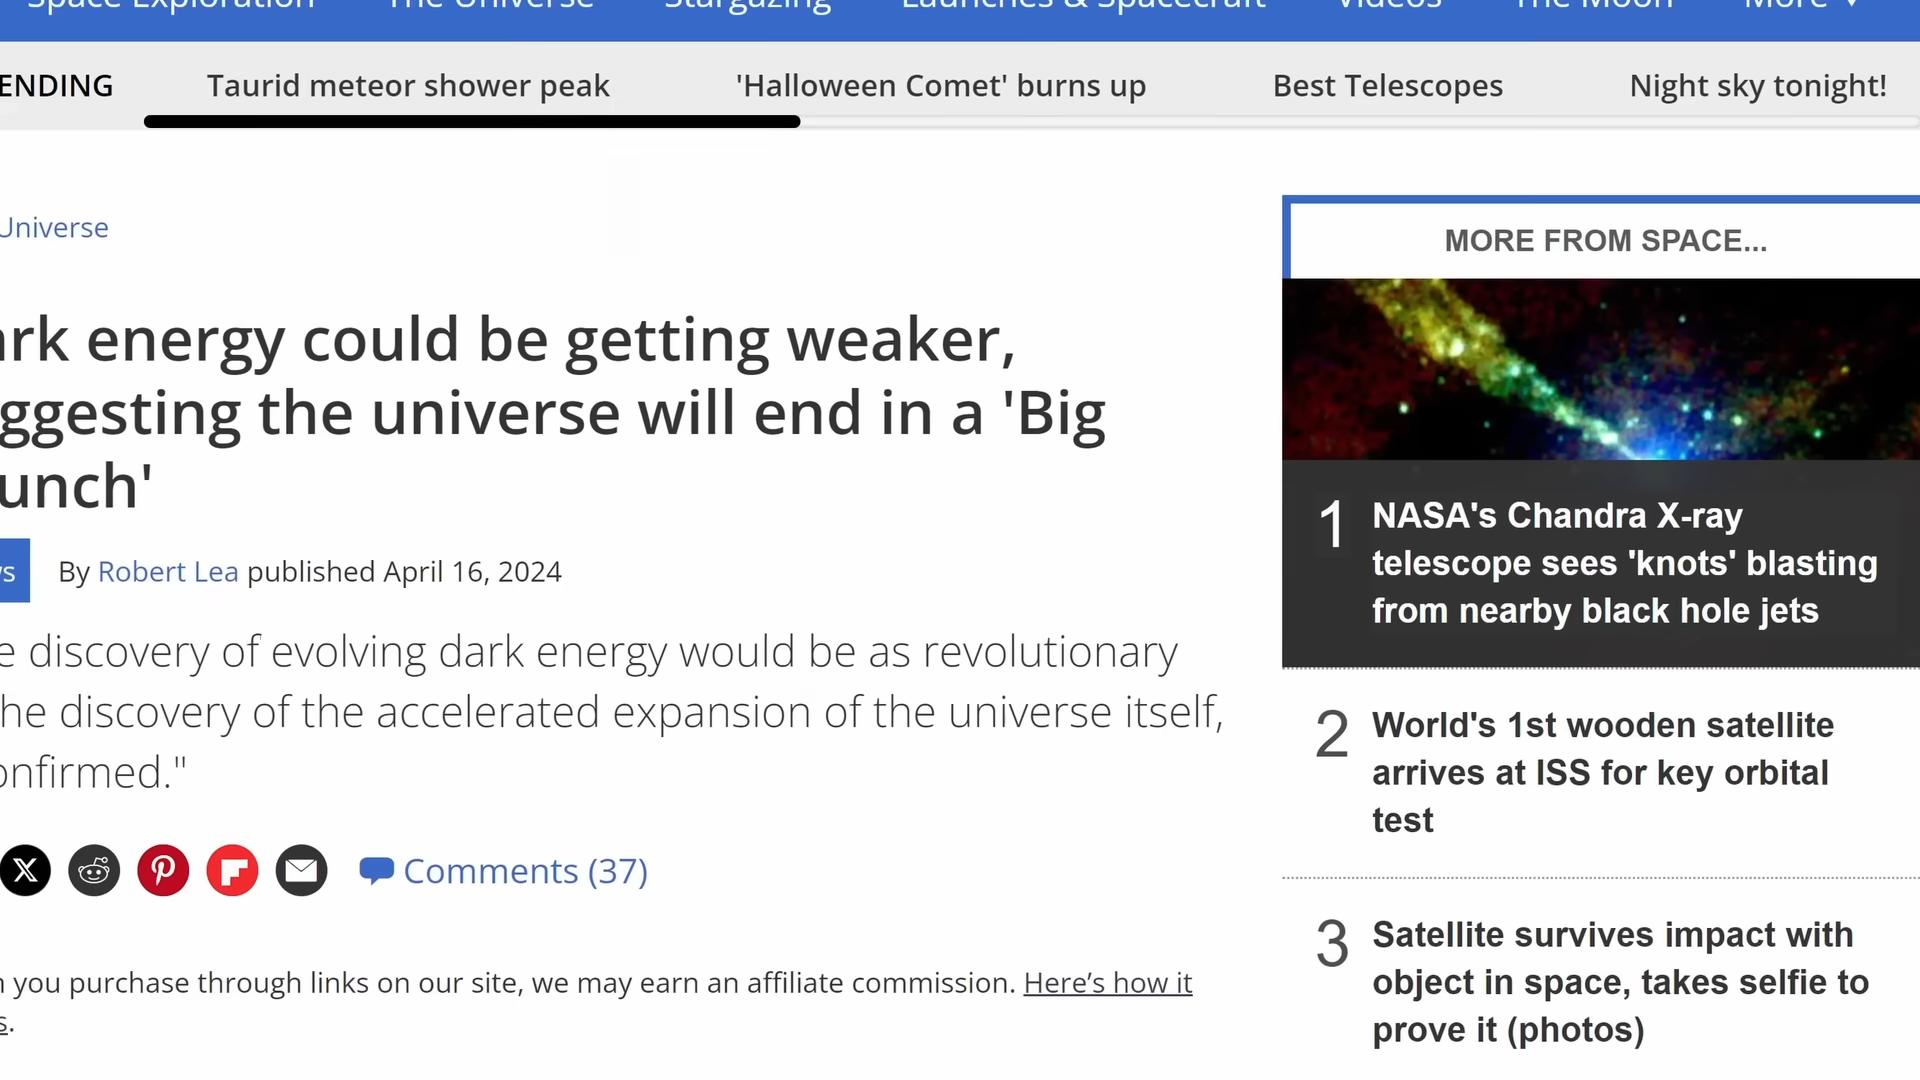 Space Exploration The Universe Stargazing Launches & Spacecraft Videos The Moon More
ENDING Taurid meteor shower peak 'Halloween Comet' burns up Best Telescopes Night sky tonight!
Universe
ark energy could be getting weaker,
ggesting the universe will end in a 'Big
unch'
s By Robert Lea published April 16, 2024
e discovery of evolving dark energy would be as revolutionary
he discovery of the accelerated expansion of the universe itself,
onfirmed."
Comments (37)
n you purchase through links on our site, we may earn an affiliate commission. Here’s how it
s.
MORE FROM SPACE...
1 NASA's Chandra X-ray
telescope sees 'knots' blasting
from nearby black hole jets
2 World's 1st wooden satellite
arrives at ISS for key orbital
test
3 Satellite survives impact with
object in space, takes selfie to
prove it (photos)